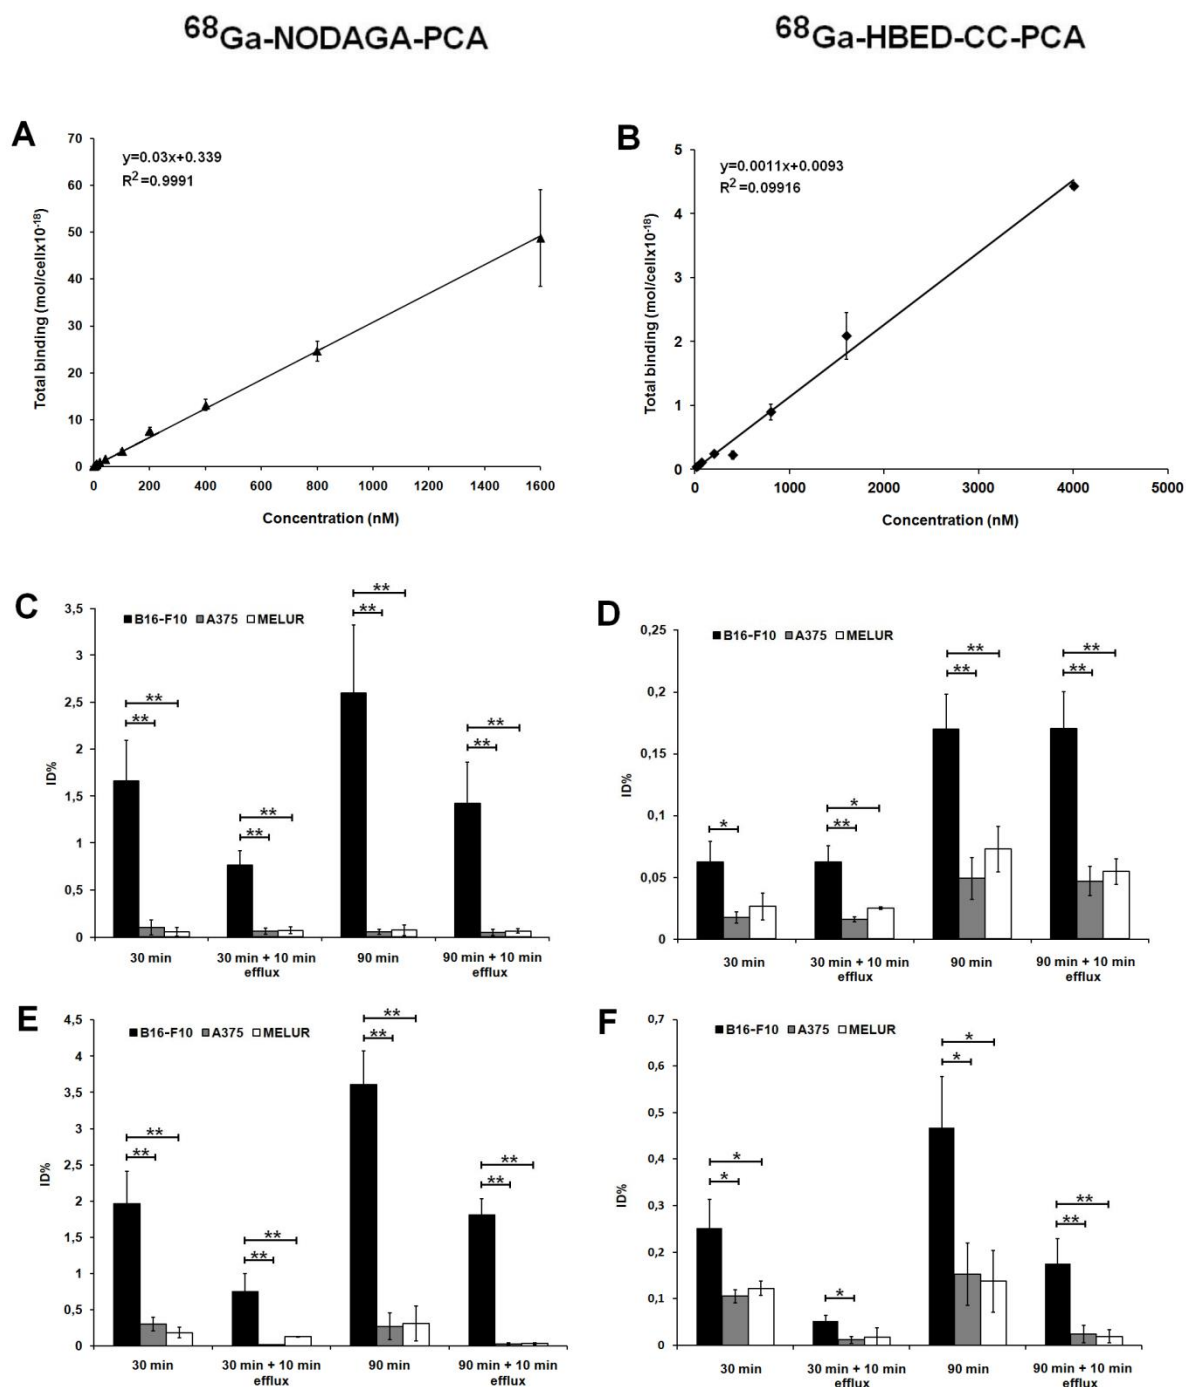 68Ga-NODAGA-PCA
68Ga-HBED-CC-PCA
A
y=0.03x+0.339
R2=0.9991
Total binding (mol/cellx10-18)
70
60
50
40
30
20
10
0
0 200 400 600 800 1000 1200 1400 1600
Concentration (nM)
B
y=0.0011x+0.0093
R2=0.09916
Total binding (mol/cellx10-18)
5
4
3
2
1
0
0 1000 2000 3000 4000 5000
Concentration (nM)
C
B16-F10 A375 MELUR
ID%
3,5
3
2,5
2
1,5
1
0,5
0
** ** ** ** ** ** ** **
30 min 30 min + 10 min efflux 90 min 90 min + 10 min efflux
D
B16-F10 A375 MELUR
ID%
0,25
0,2
0,15
0,1
0,05
0
* * ** ** ** ** **
30 min 30 min + 10 min efflux 90 min 90 min + 10 min efflux
E
B16-F10 A375 MELUR
ID%
4,5
4
3,5
3
2,5
2
1,5
1
0,5
0
** ** ** ** ** ** ** **
30 min 30 min + 10 min efflux 90 min 90 min + 10 min efflux
F
B16-F10 A375 MELUR
ID%
0,7
0,6
0,5
0,4
0,3
0,2
0,1
0
* * * * * ** **
30 min 30 min + 10 min efflux 90 min 90 min + 10 min efflux